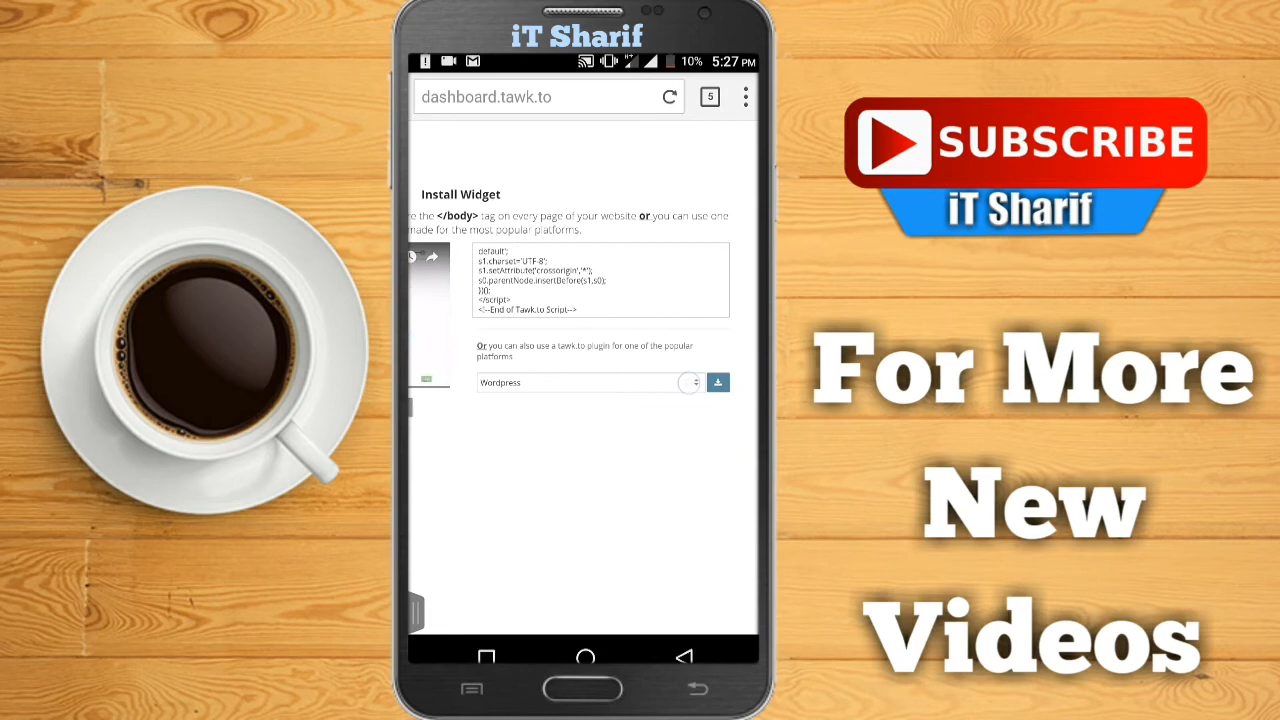 iT Sharif
10% 5:27 PM
dashboard.tawk.to
5
Install Widget
re the </body> tag on every page of your website or you can use one
made for the most popular platforms.
default';
s1.charset='UTF-8';
s1.setAttribute('crossorigin','*');
s0.parentNode.insertBefore(s1,s0);
})();
</script>
<!--End of Tawk.to Script-->
Or you can also use a tawk.to plugin for one of the popular
platforms
Wordpress
SUBSCRIBE
iT Sharif
For More
New
Videos